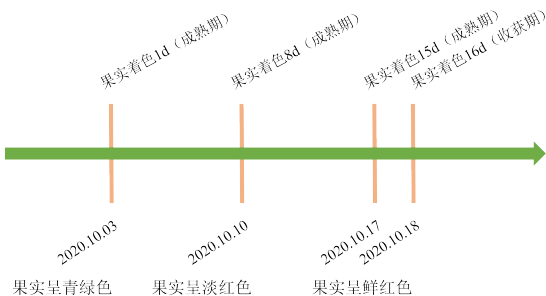 果实着色1d（成熟期）
果实着色8d（成熟期）
果实着色15d（成熟期）
果实着色16d（收获期）
2020.10.03
2020.10.10
2020.10.17
2020.10.18
果实呈青绿色
果实呈淡红色
果实呈鲜红色